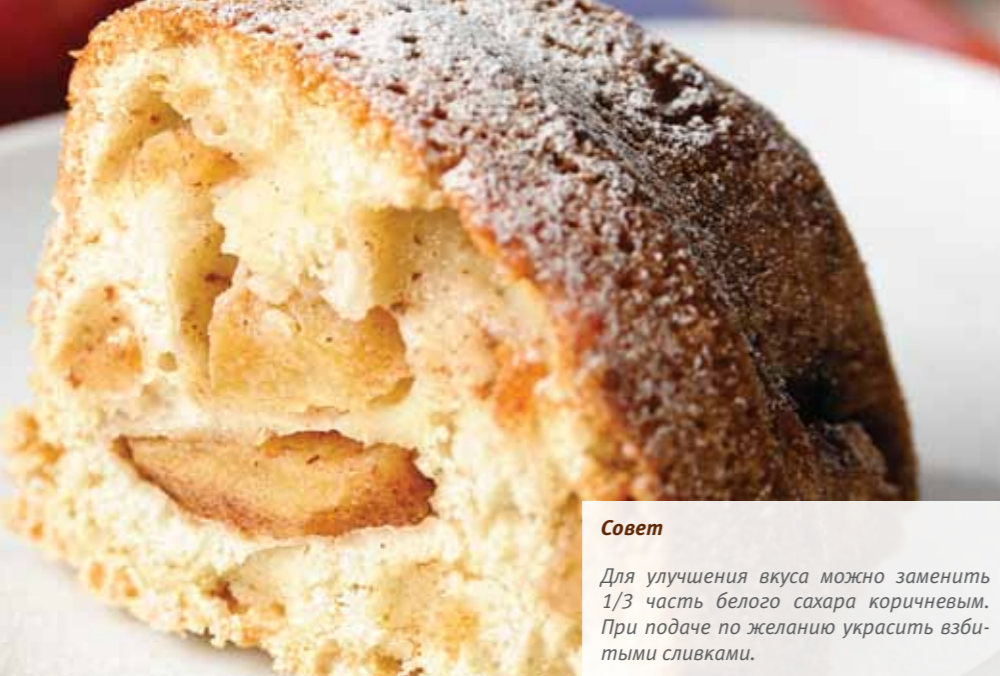 Совет
Для улучшения вкуса можно заменить
1/3 часть белого сахара коричневым.
При подаче по желанию украсить взби-
тыми сливками.